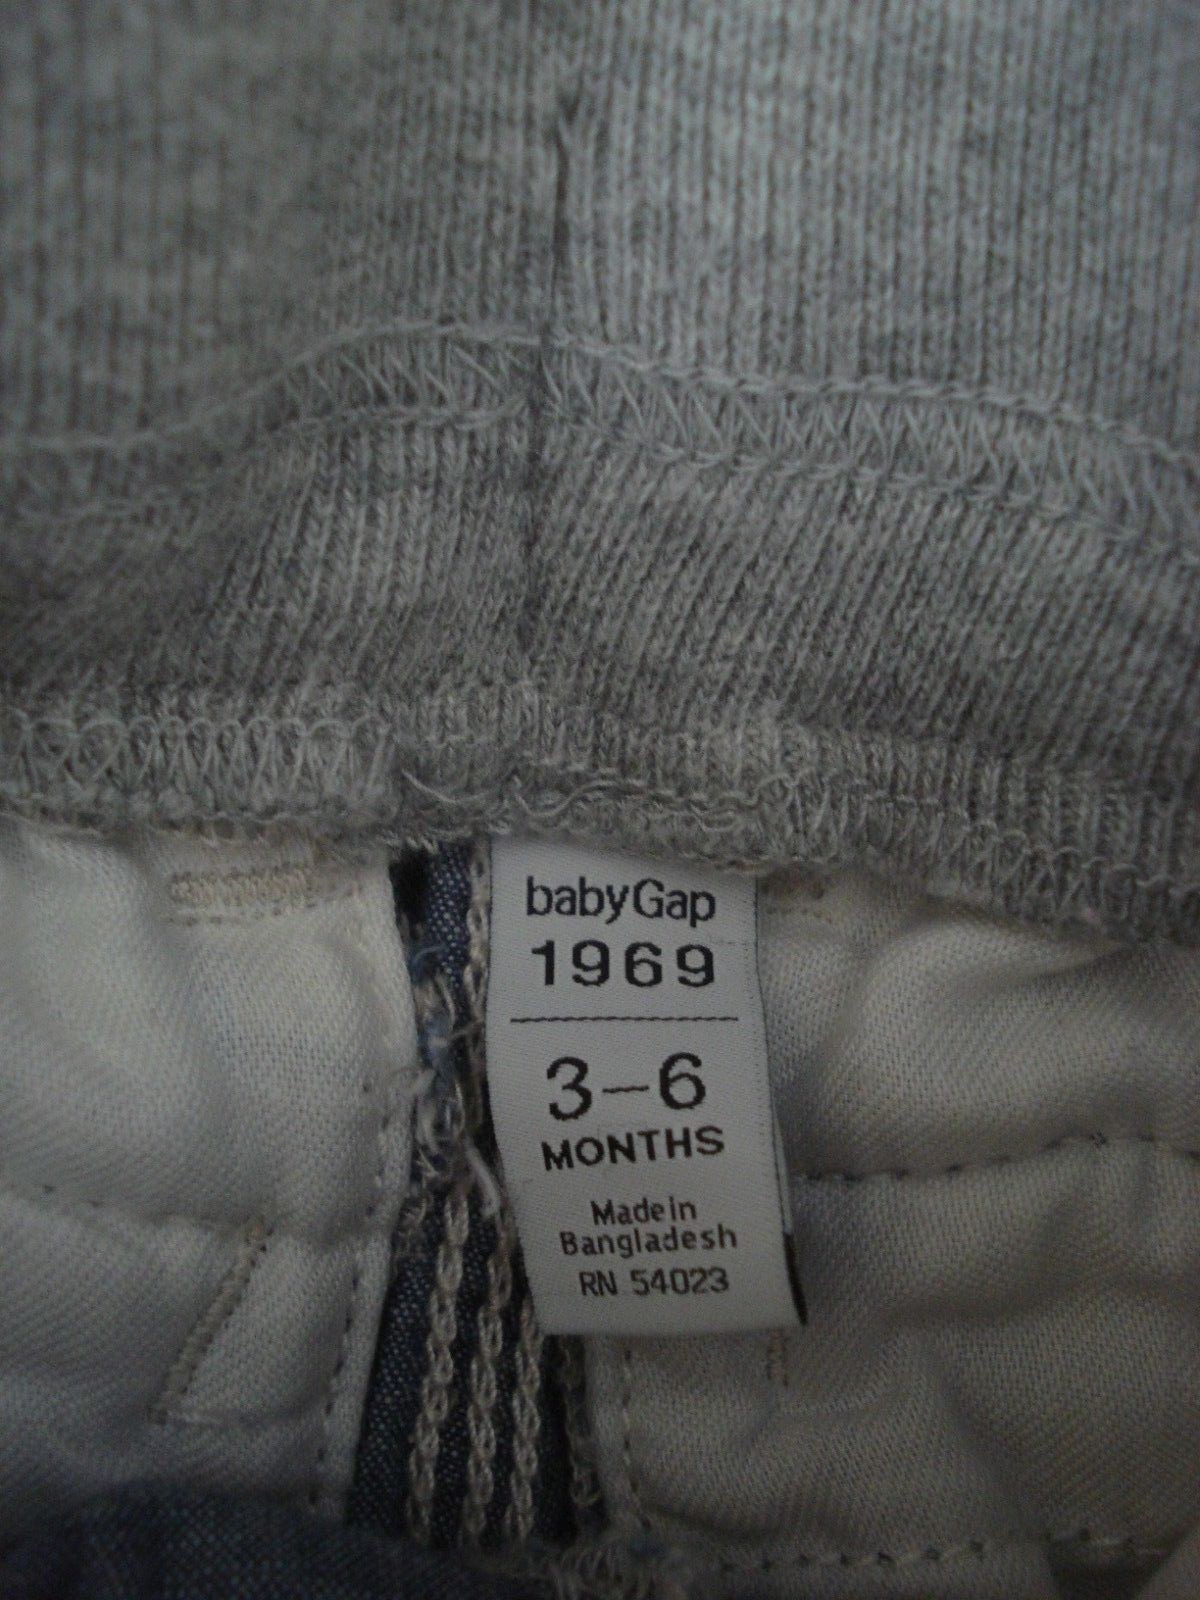 babyGap
1969
3-6
MONTHS
Made in
Bangladesh
RN 54023